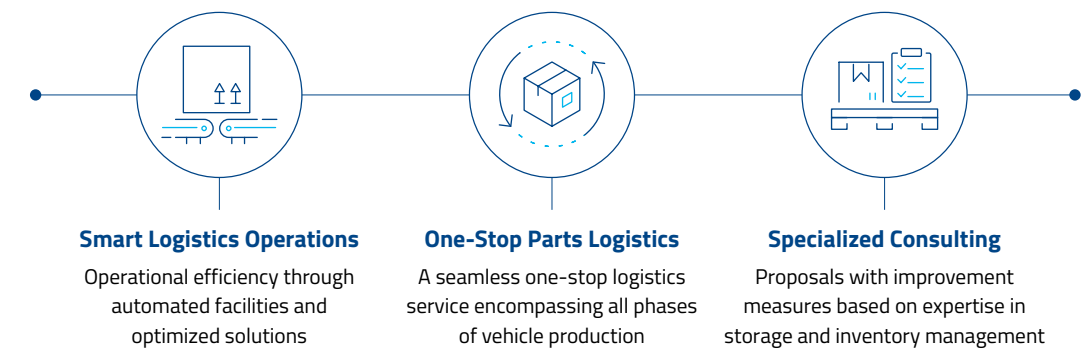 Smart Logistics Operations
Operational efficiency through
automated facilities and
optimized solutions
One-Stop Parts Logistics
A seamless one-stop logistics
service encompassing all phases
of vehicle production
Specialized Consulting
Proposals with improvement
measures based on expertise in
storage and inventory management